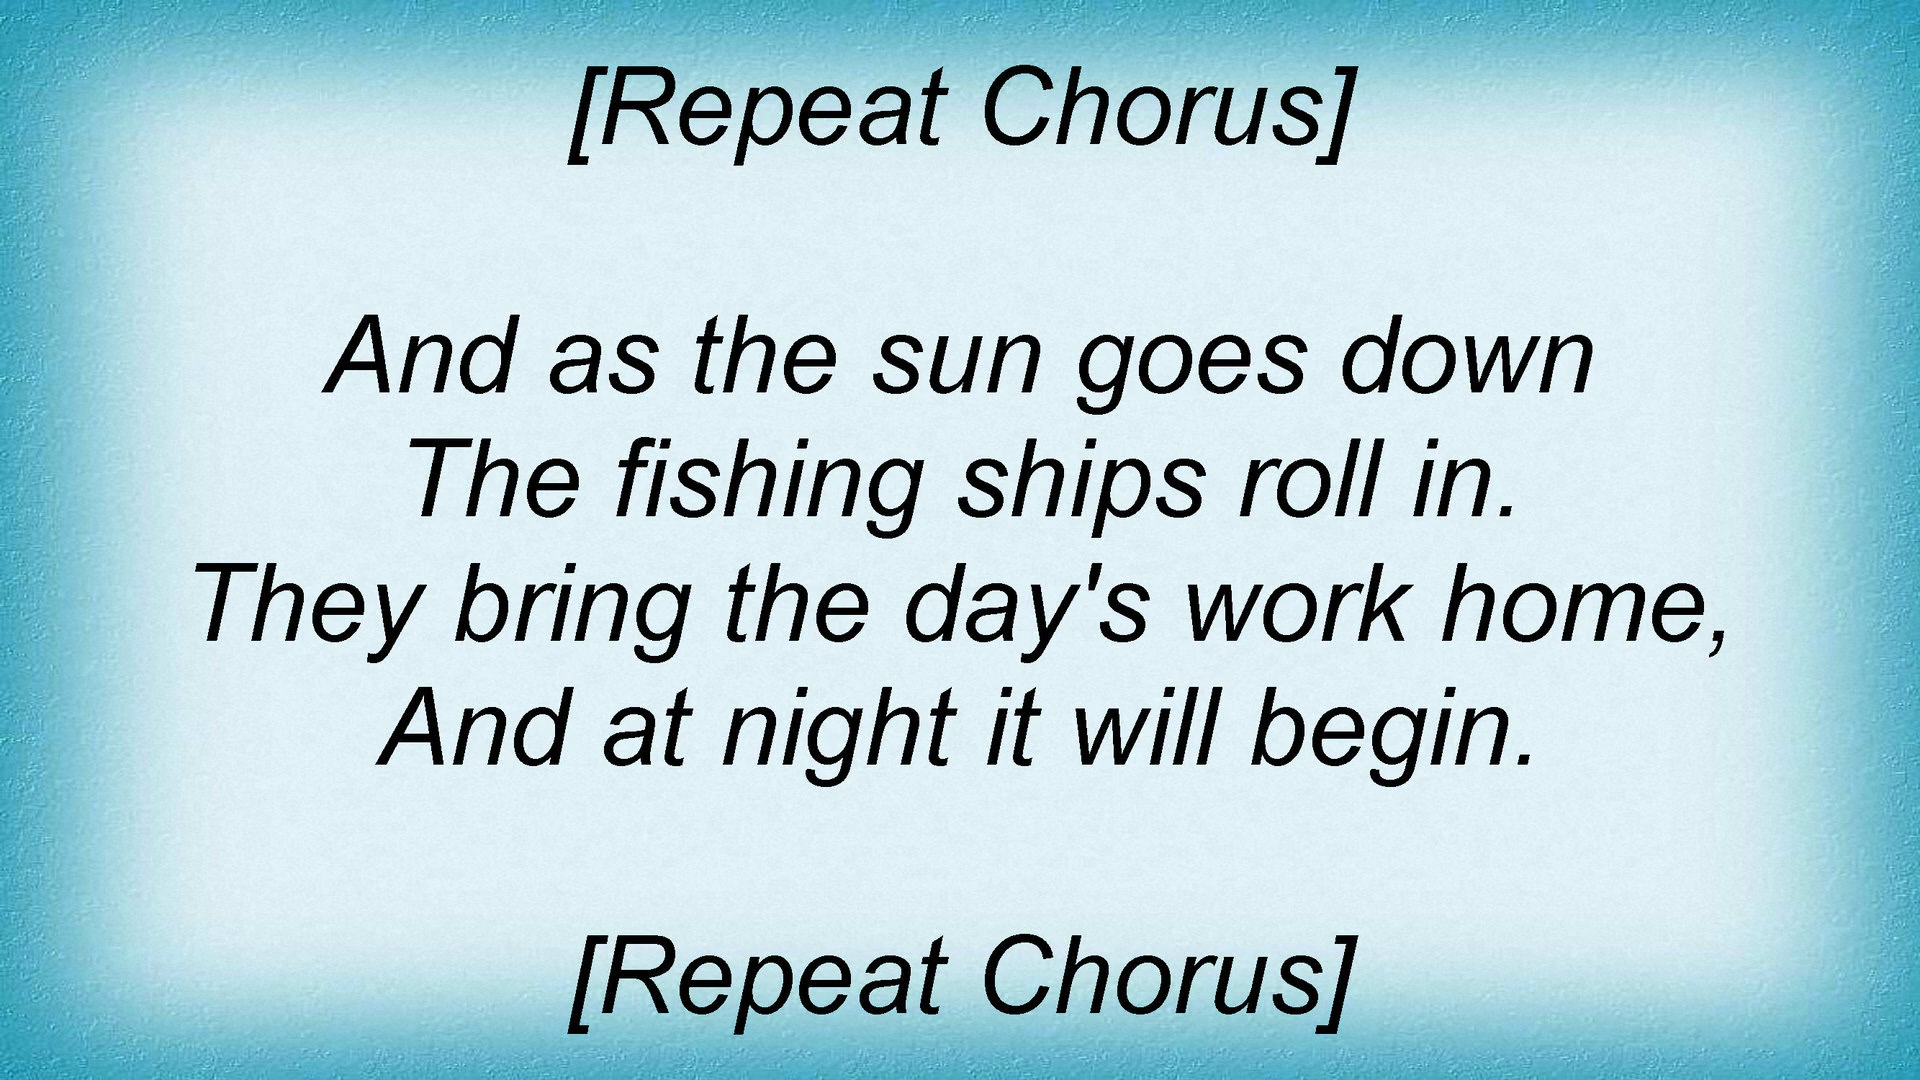 [Repeat Chorus]
And as the sun goes down
The fishing ships roll in.
They bring the day's work home,
And at night it will begin.
[Repeat Chorus]